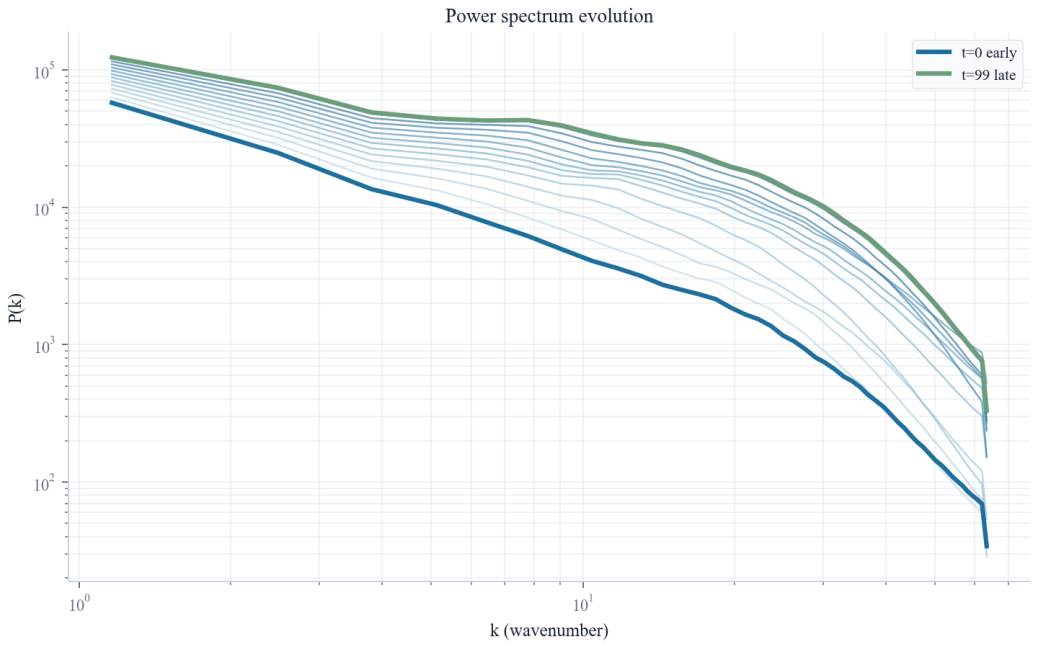 Power spectrum evolution
t=0 early
t=99 late
P(k)
10⁵
10⁴
10³
10²
10⁰ 10¹
k (wavenumber)